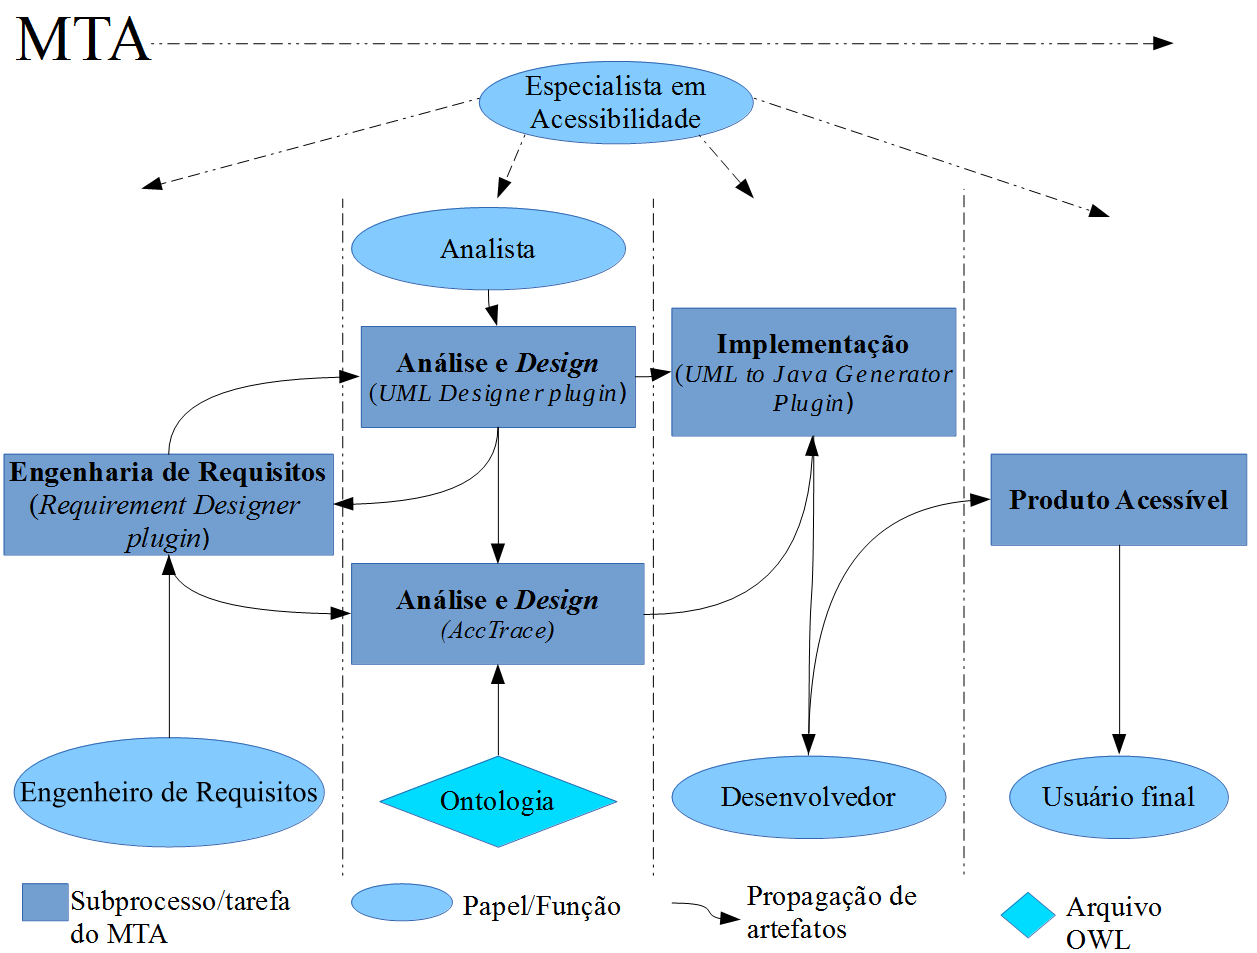 MTA
Especialista em
Acessibilidade
Analista
Análise e Design
(UML Designer plugin)
Implementação
(UML to Java Generator
Plugin)
Engenharia de Requisitos
(Requirement Designer
plugin)
Produto Acessível
Análise e Design
(AccTrace)
Engenheiro de Requisitos
Ontologia
Desenvolvedor
Usuário final
Subprocesso/tarefa
do MTA
Papel/Função
Propagação de
artefatos
Arquivo
OWL